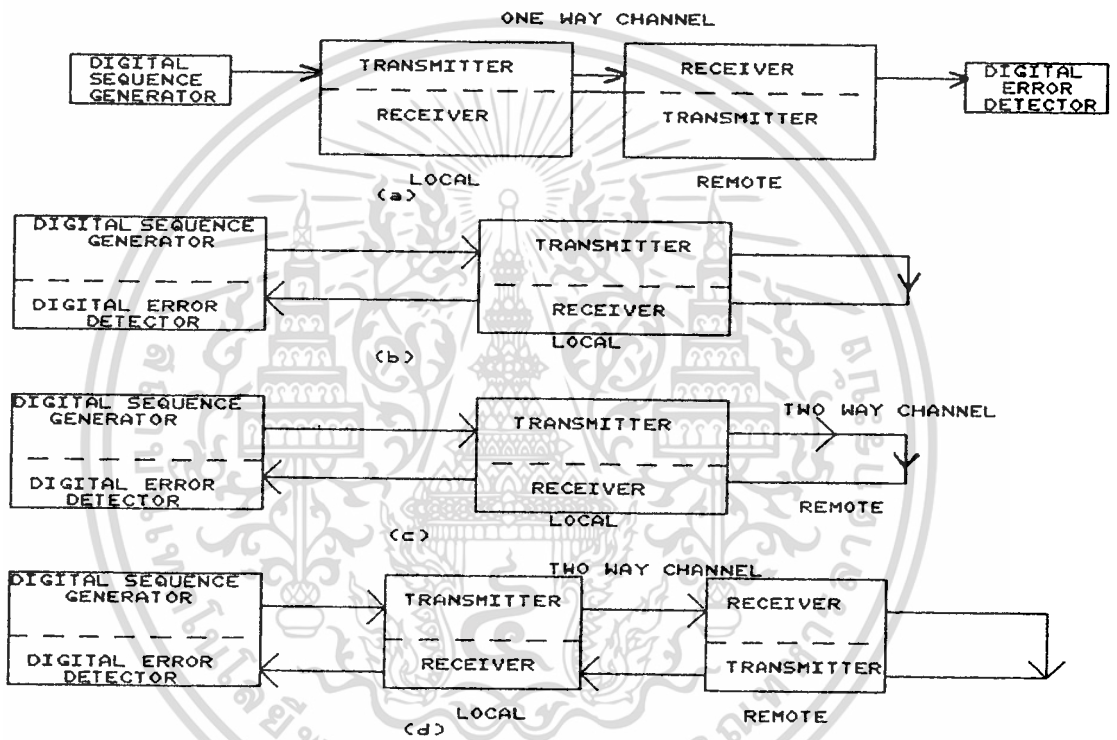 ONE WAY CHANNEL
DIGITAL
SEQUENCE
GENERATOR
TRANSMITTER
RECEIVER
RECEIVER
TRANSMITTER
DIGITAL
ERROR
DETECTOR
LOCAL
REMOTE
(a)
DIGITAL SEQUENCE
GENERATOR
DIGITAL ERROR
DETECTOR
TRANSMITTER
RECEIVER
LOCAL
(b)
DIGITAL SEQUENCE
GENERATOR
DIGITAL ERROR
DETECTOR
TRANSMITTER
RECEIVER
LOCAL
TWO WAY CHANNEL
REMOTE
(c)
TWO WAY CHANNEL
DIGITAL SEQUENCE
GENERATOR
DIGITAL ERROR
DETECTOR
TRANSMITTER
RECEIVER
RECEIVER
TRANSMITTER
LOCAL
REMOTE
(d)